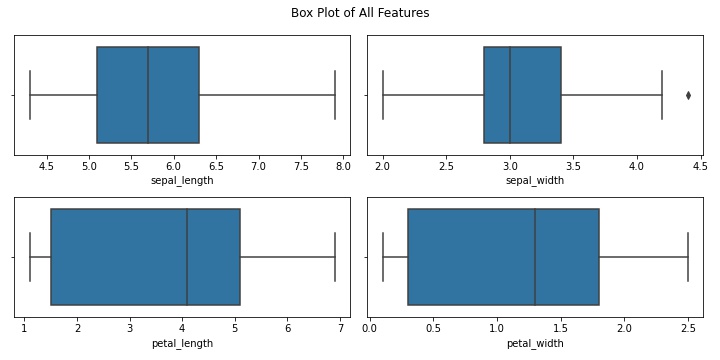 Box Plot of All Features
4.5 5.0 5.5 6.0 6.5 7.0 7.5 8.0
sepal_length
2.0 2.5 3.0 3.5 4.0 4.5
sepal_width
1 2 3 4 5 6 7
petal_length
0.0 0.5 1.0 1.5 2.0 2.5
petal_width